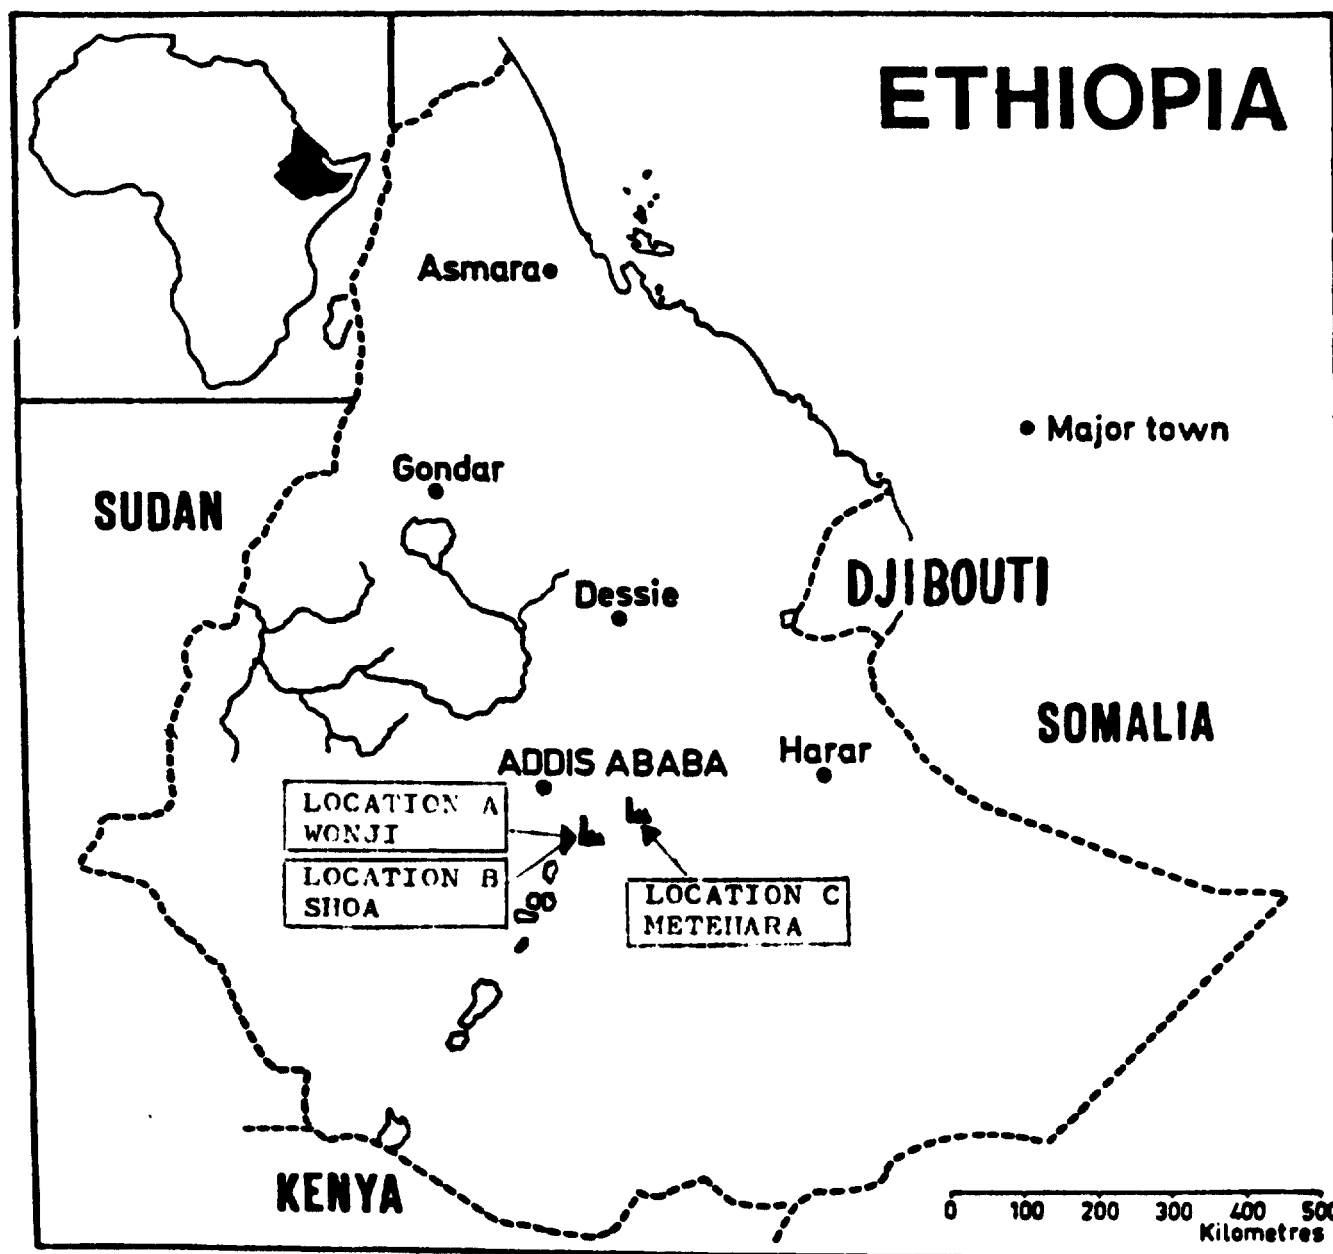 ETHIOPIA
Asmara
Major town
Gondar
SUDAN
DJIBOUTI
Dessie
SOMALIA
Harar
ADDIS ABABA
LOCATION A
WONJI
LOCATION B
SHOA
LOCATION C
METEHARA
KENYA
0 100 200 300 400 500
Kilometres